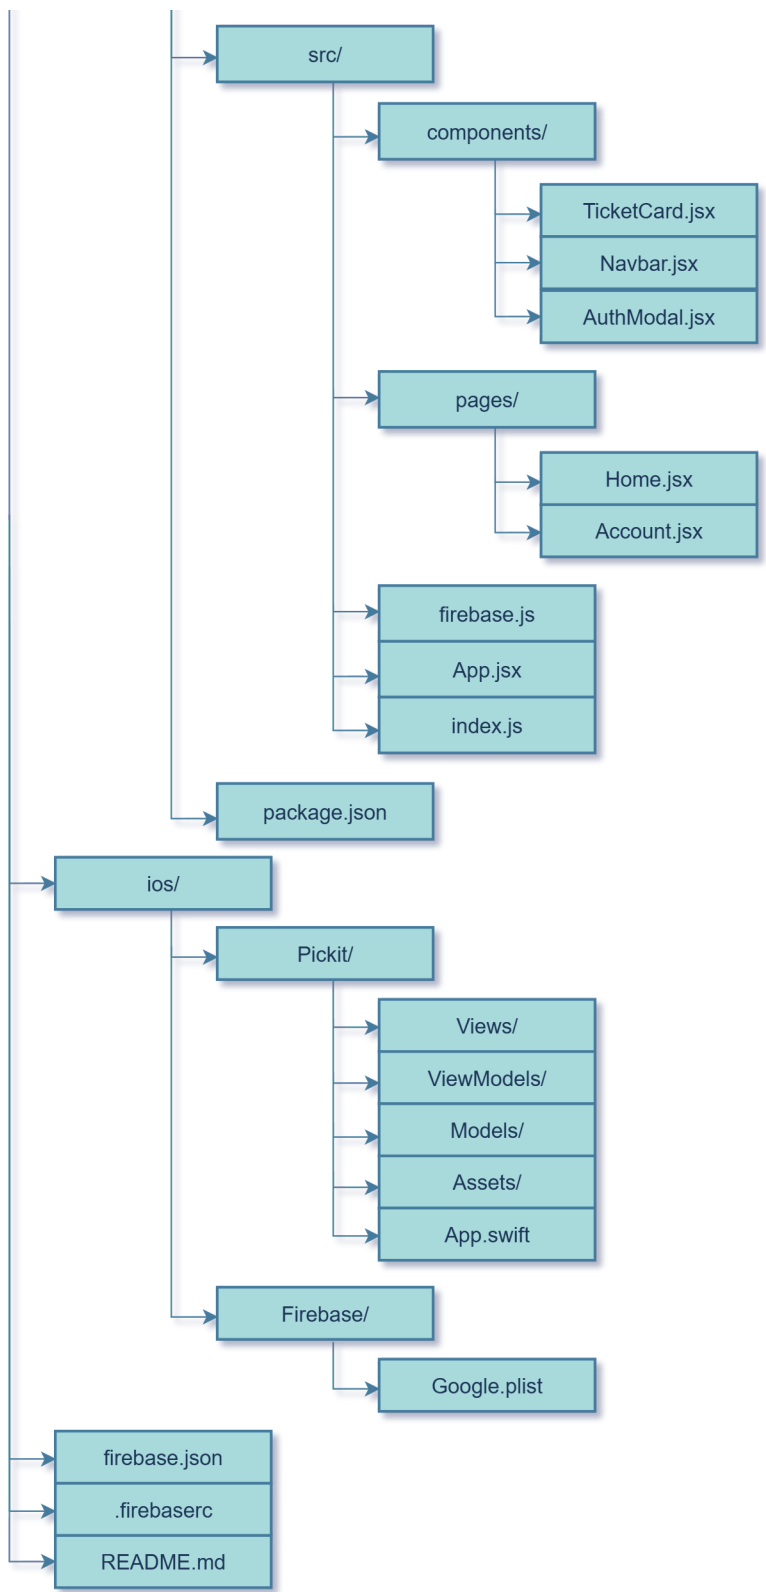 src/
components/
TicketCard.jsx
Navbar.jsx
AuthModal.jsx
pages/
Home.jsx
Account.jsx
firebase.js
App.jsx
index.js
package.json
ios/
Pickit/
Views/
ViewModels/
Models/
Assets/
App.swift
Firebase/
Google.plist
firebase.json
.firebaserc
README.md